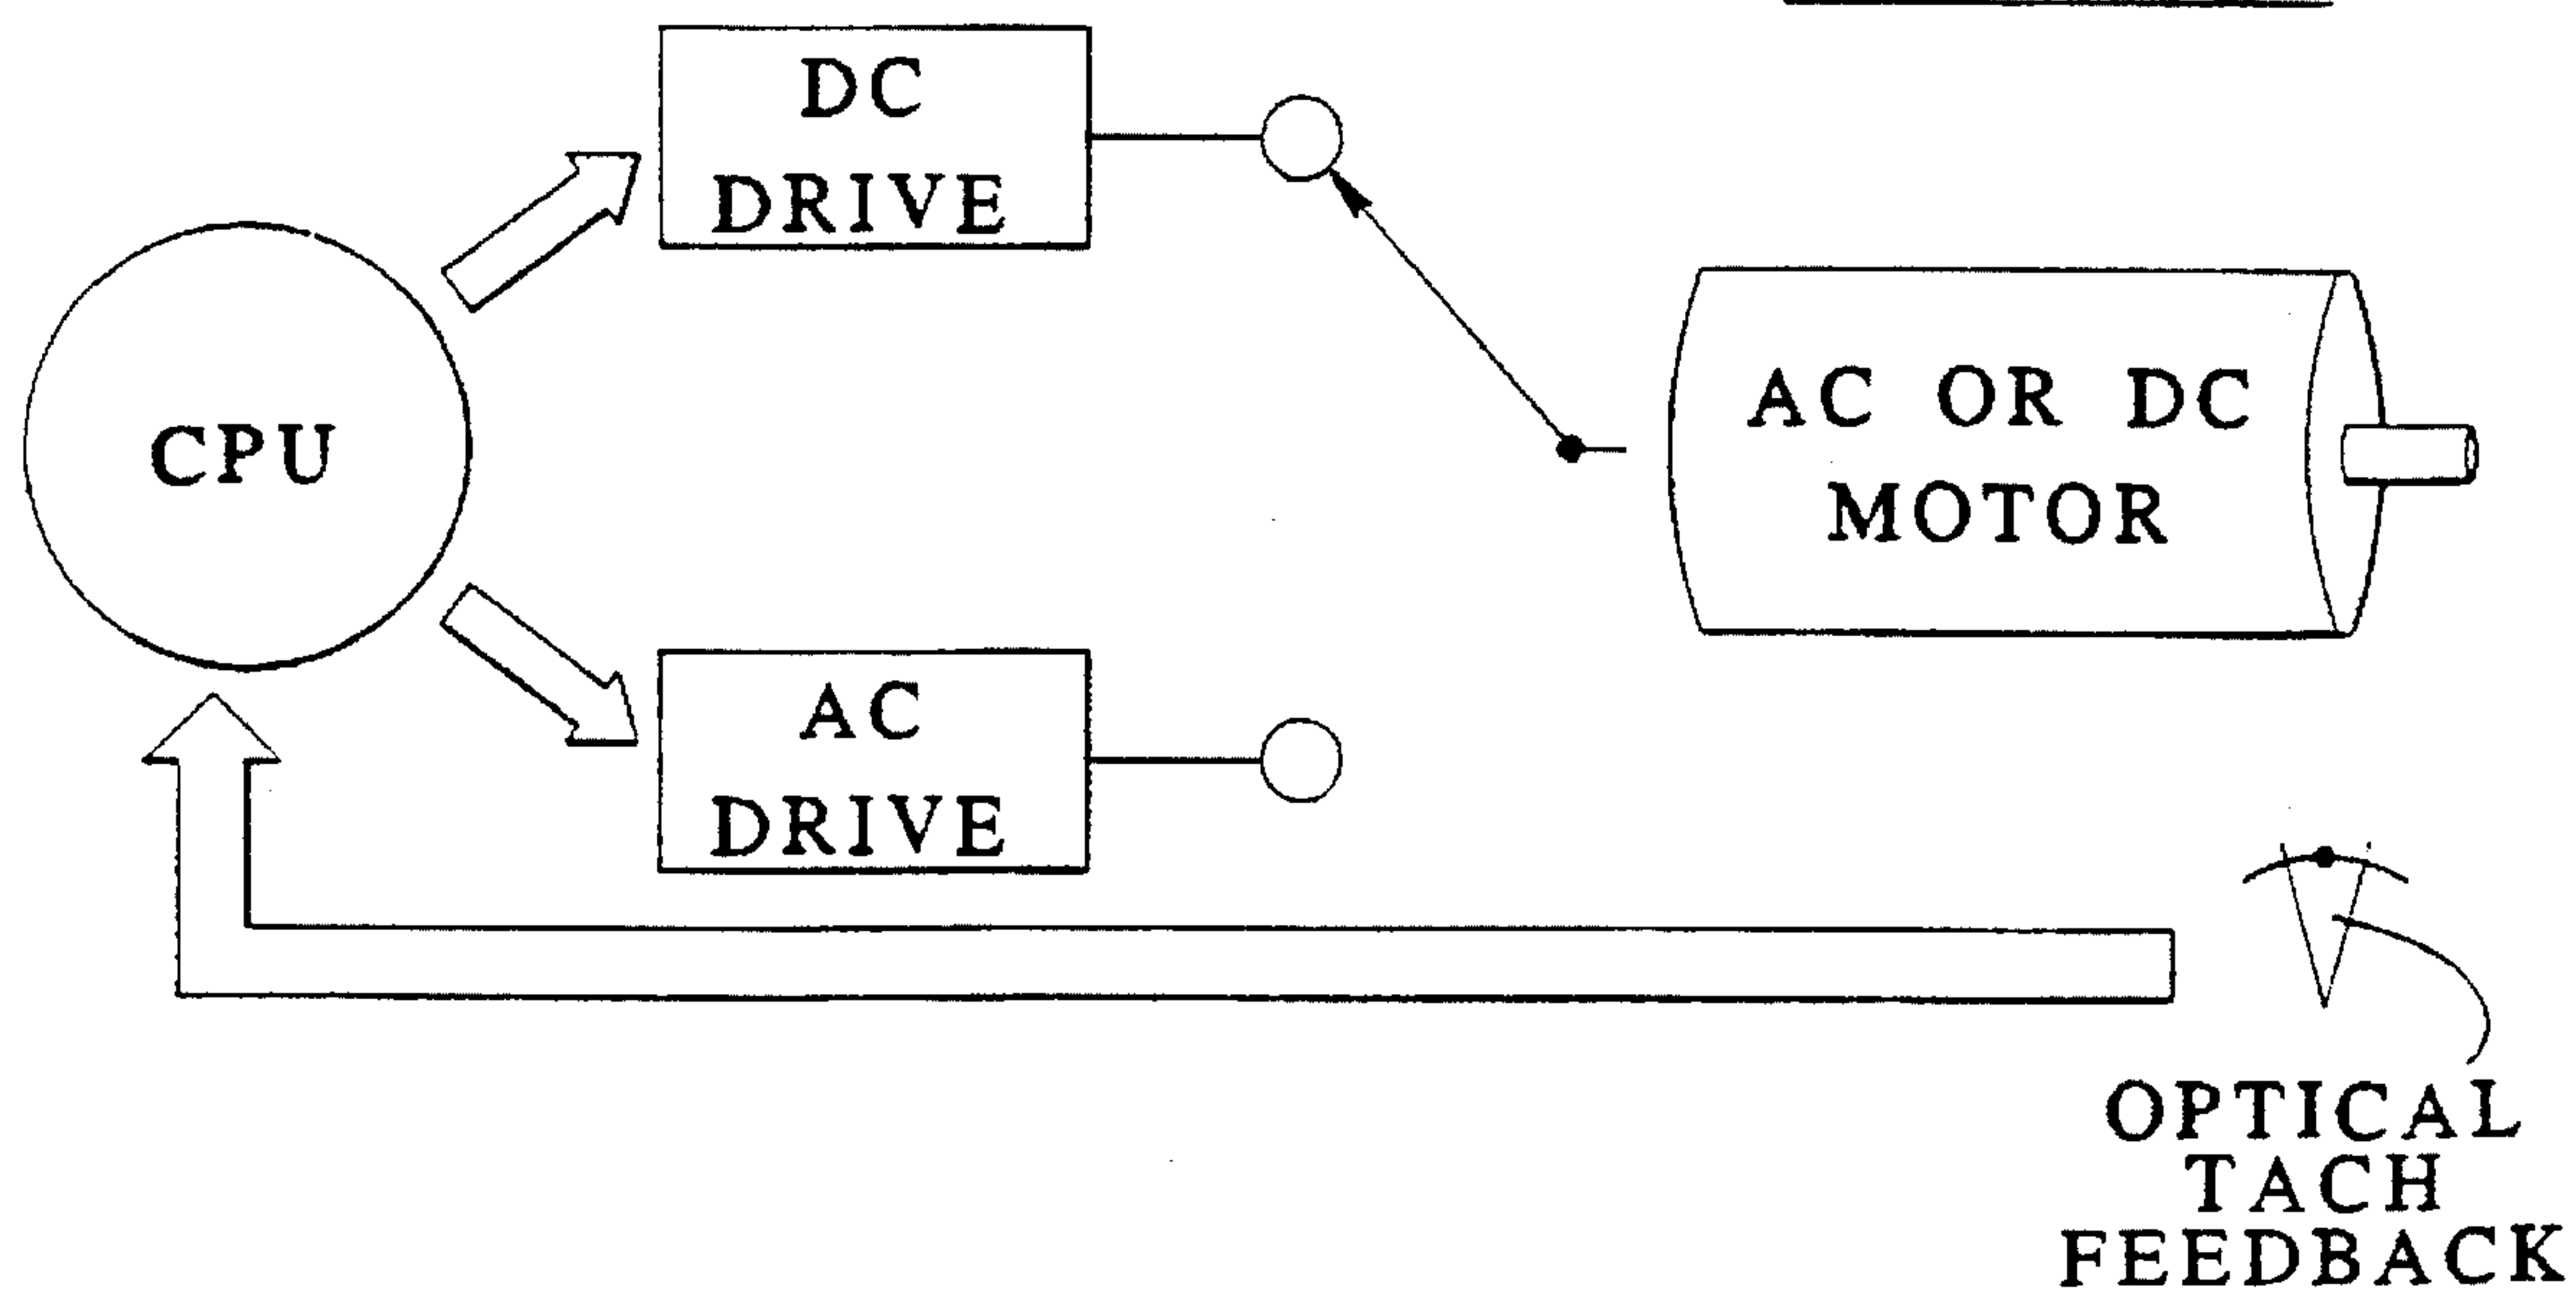 DC
DRIVE
CPU
AC OR DC
MOTOR
AC
DRIVE
OPTICAL
TACH
FEEDBACK